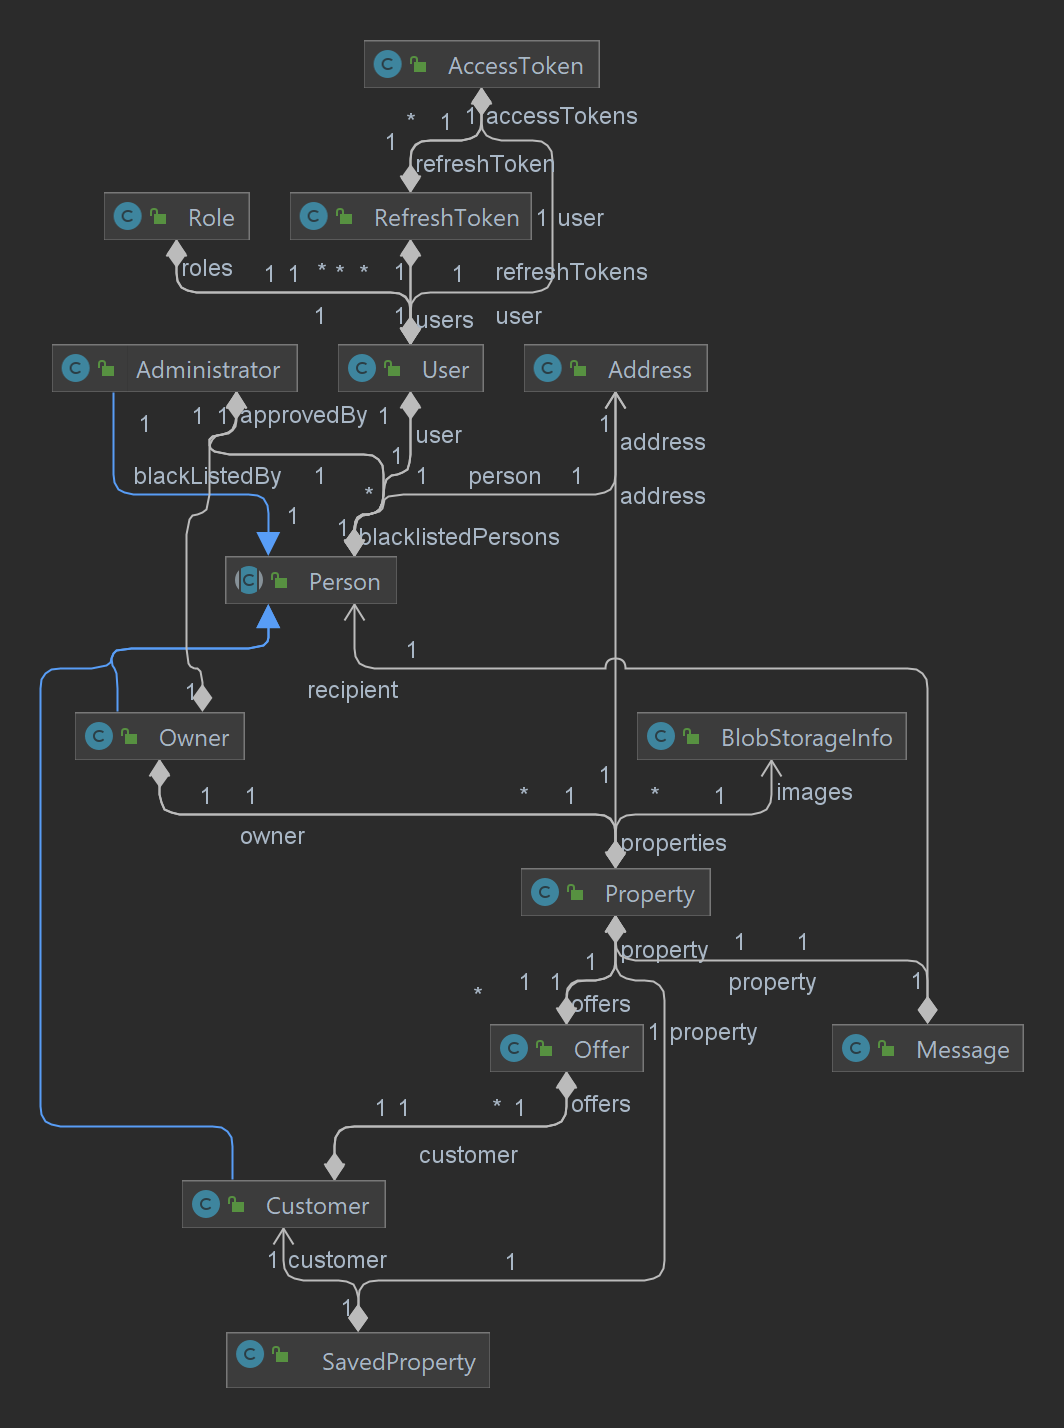 C AccessToken
* 1 1 accessTokens
1
refreshToken
C Role
C RefreshToken
1 user
roles 1 1 * * * 1 1 refreshTokens
1 1 users user
C Administrator
C User
C Address
1 1 1 approvedBy 1 1
user address
1
blackListedBy 1 1 person 1
* address
1 1 blacklistedPersons
C Person
1
recipient
1
C Owner
C BlobStorageInfo
1
1 1 * 1 * 1 images
owner properties
C Property
property 1 1
1
* 1 1 property 1
offers
1 property
C Offer
C Message
1 1 * 1 offers
customer
C Customer
1 customer 1
1
C SavedProperty